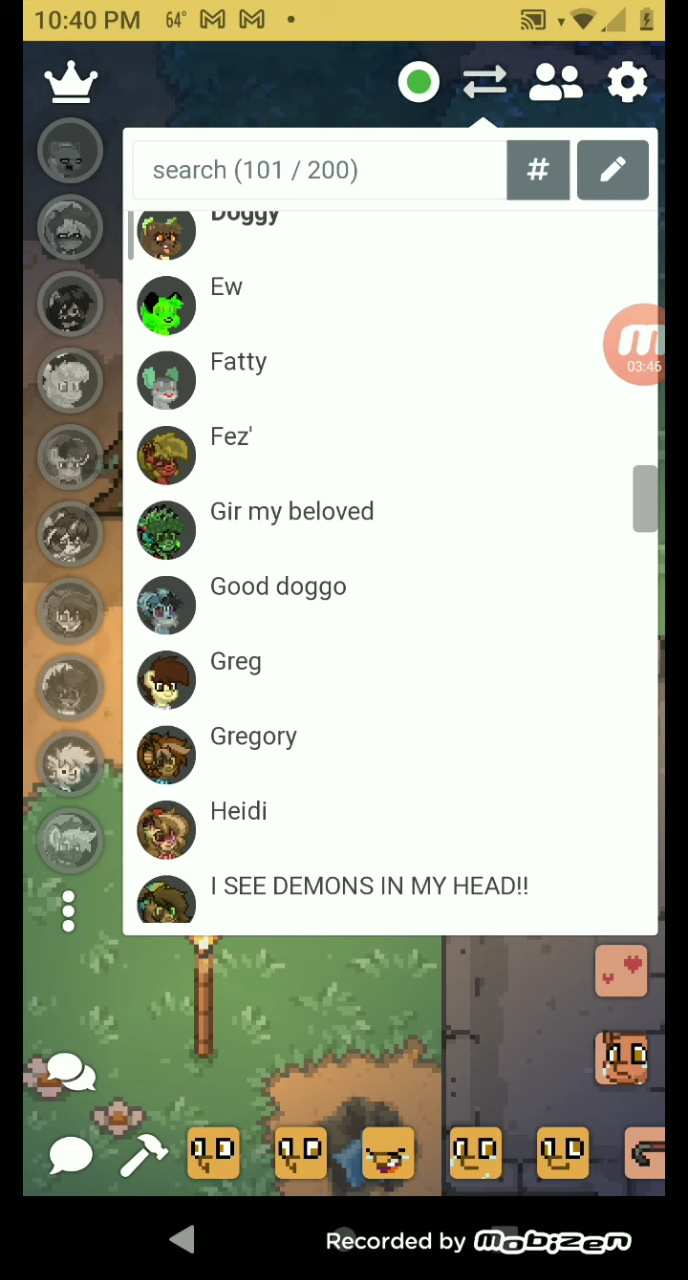 10:40 PM 64°
search (101 / 200) #
Doggy
Ew
Fatty
03:46
Fez'
Gir my beloved
Good doggo
Greg
Gregory
Heidi
I SEE DEMONS IN MY HEAD!!
Recorded by mobizen